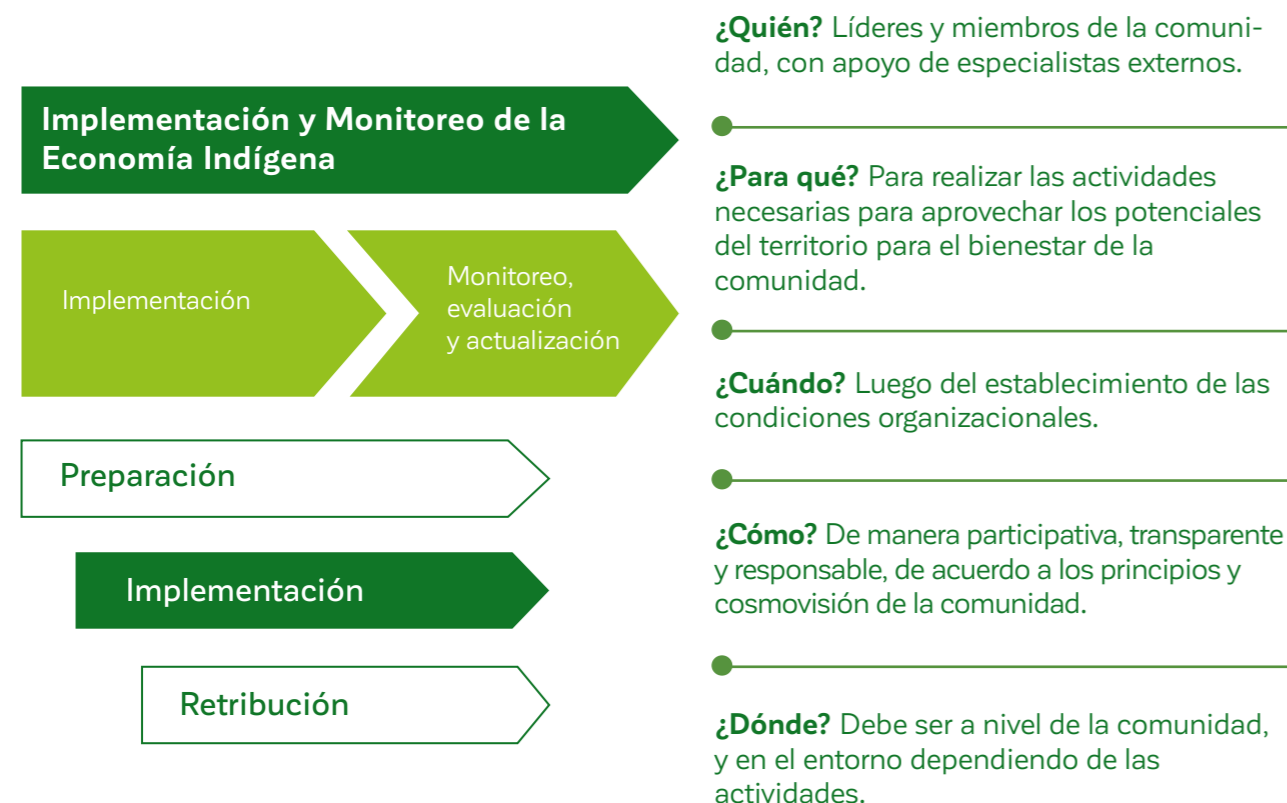 Implementación y Monitoreo de la
Economía Indígena
Implementación
Monitoreo,
evaluación
y actualización
Preparación
Implementación
Retribución
¿Quién? Líderes y miembros de la comuni-
dad, con apoyo de especialistas externos.
¿Para qué? Para realizar las actividades
necesarias para aprovechar los potenciales
del territorio para el bienestar de la
comunidad.
¿Cuándo? Luego del establecimiento de las
condiciones organizacionales.
¿Cómo? De manera participativa, transparente
y responsable, de acuerdo a los principios y
cosmovisión de la comunidad.
¿Dónde? Debe ser a nivel de la comunidad,
y en el entorno dependiendo de las
actividades.